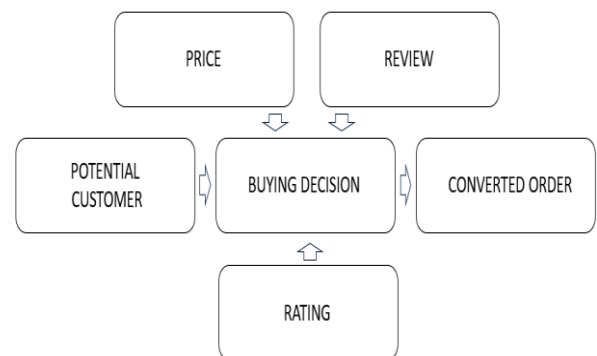 PRICE
REVIEW
POTENTIAL
CUSTOMER
BUYING DECISION
CONVERTED ORDER
RATING